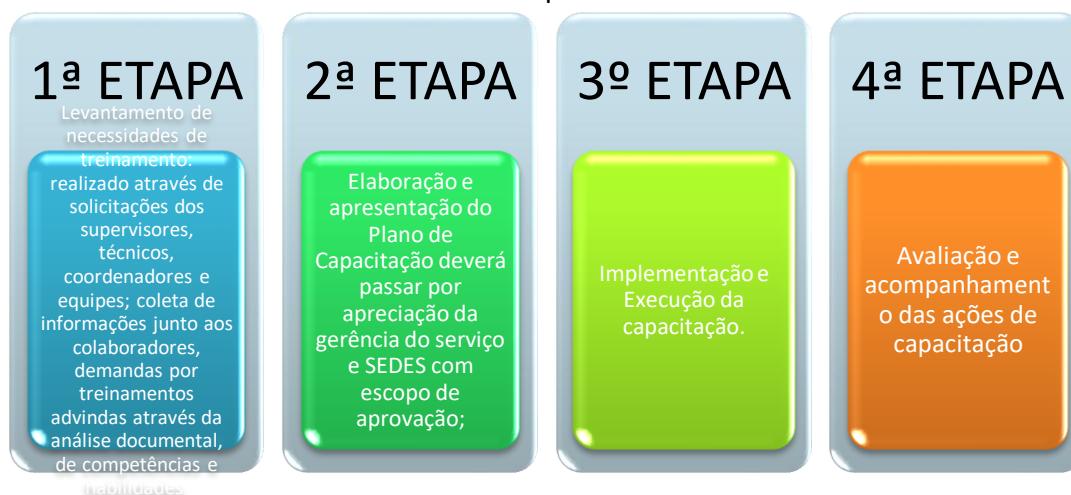 1ª ETAPA
Levantamento de
necessidades de
treinamento:
realizado através de
solicitações dos
supervisores,
técnicos,
coordenadores e
equipes; coleta de
informações junto aos
colaboradores,
demandas por
treinamentos
advindas através da
análise documental,
de competências e
habilidades.
2ª ETAPA
Elaboração e
apresentação do
Plano de
Capacitação deverá
passar por
apreciação da
gerência do serviço
e SEDES com
escopo de
aprovação;
3º ETAPA
Implementação e
Execução da
capacitação.
4ª ETAPA
Avaliação e
acompanhament
o das ações de
capacitação